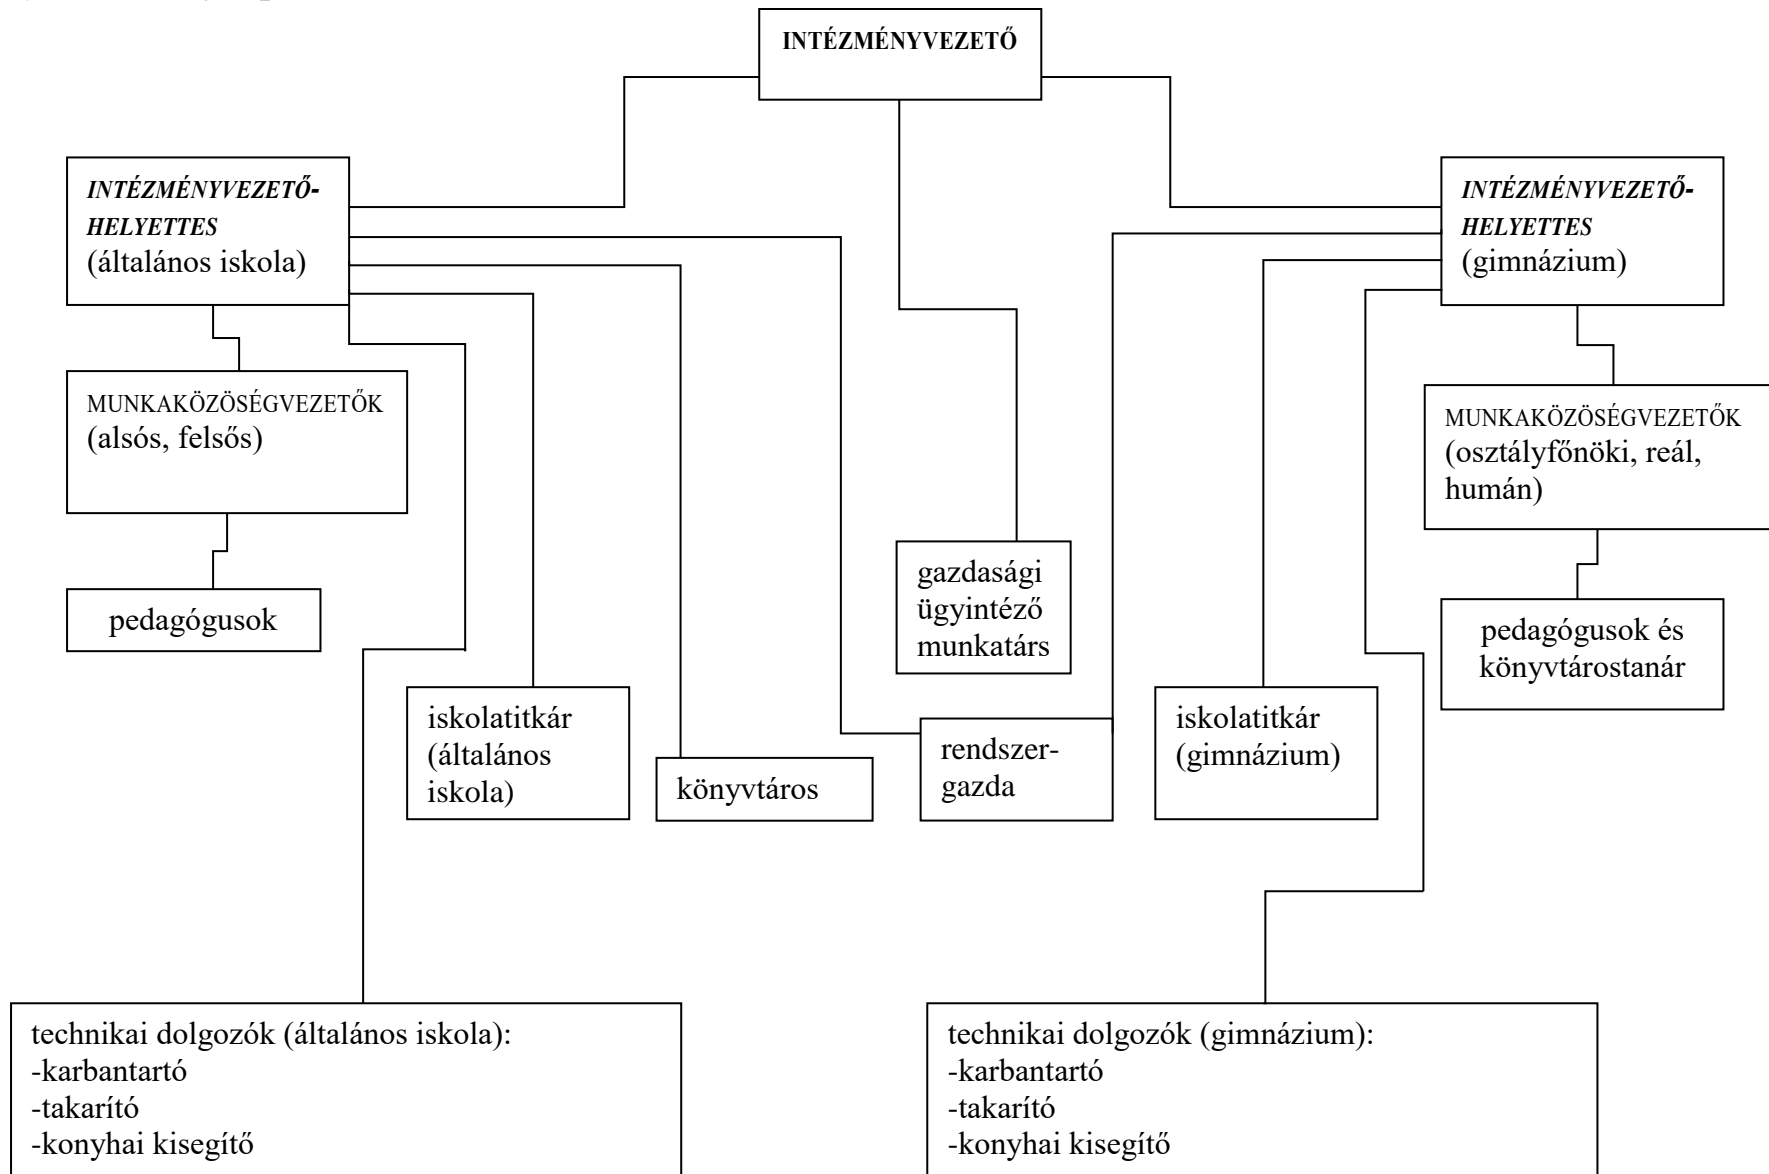 INTÉZMÉNYVEZETŐ
INTÉZMÉNYVEZETŐ-
HELYETTES
(általános iskola)
INTÉZMÉNYVEZETŐ-
HELYETTES
(gimnázium)
MUNKAKÖZÖSÉGVEZETŐK
(alsós, felsős)
MUNKAKÖZÖSÉGVEZETŐK
(osztályfőnöki, reál,
humán)
pedagógusok
gazdasági
ügyintéző
munkatárs
pedagógusok és
könyvtárostanár
iskolatitkár
(általános
iskola)
könyvtáros
rendszer-
gazda
iskolatitkár
(gimnázium)
technikai dolgozók (általános iskola):
-karbantartó
-takarító
-konyhai kisegítő
technikai dolgozók (gimnázium):
-karbantartó
-takarító
-konyhai kisegítő